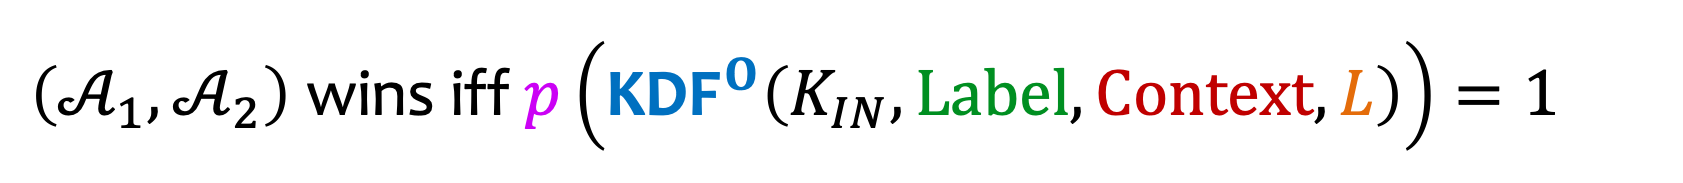 (𝒜₁, 𝒜₂) wins iff p (KDF^O (K_IN, Label, Context, L)) = 1